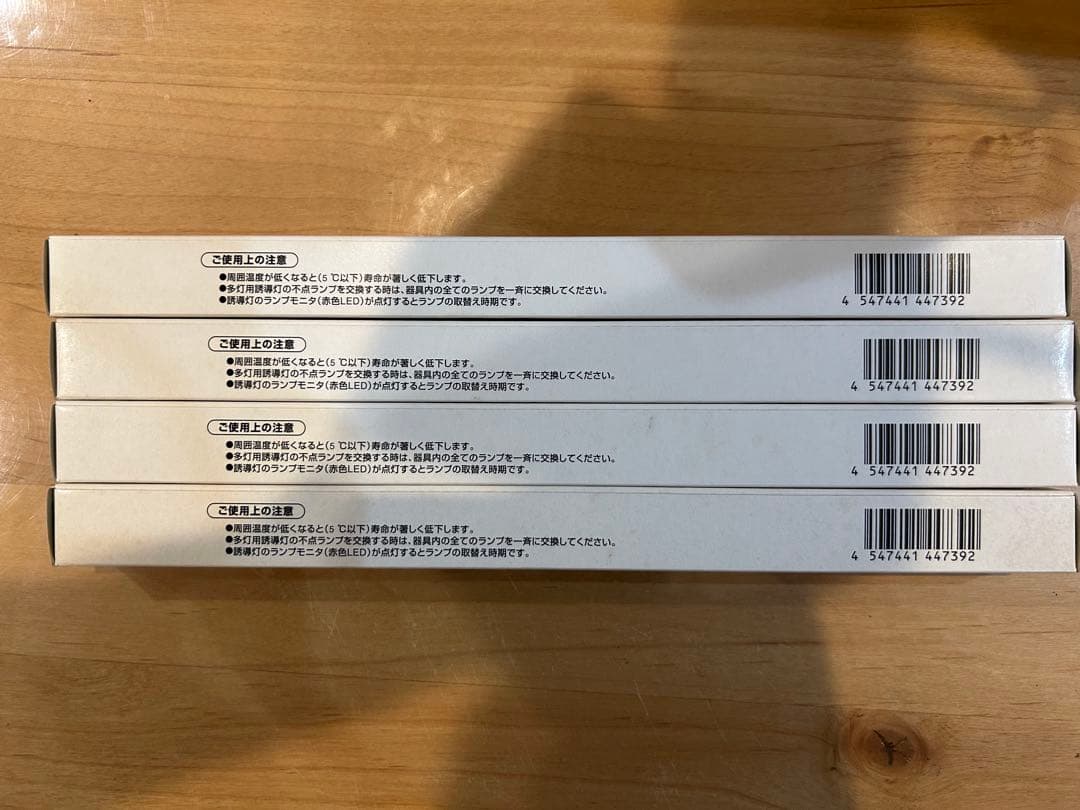 ご使用上の注意
●周囲温度が低くなると(5℃以下)寿命が著しく低下します。
●多灯用誘導灯の不点ランプを交換する時は、器具内の全てのランプを一斉に交換してください。
●誘導灯のランプモニタ(赤色LED)が点灯するとランプの取替え時期です。
4 547441 447392
ご使用上の注意
●周囲温度が低くなると(5℃以下)寿命が著しく低下します。
●多灯用誘導灯の不点ランプを交換する時は、器具内の全てのランプを一斉に交換してください。
●誘導灯のランプモニタ(赤色LED)が点灯するとランプの取替え時期です。
4 547441 447392
ご使用上の注意
●周囲温度が低くなると(5℃以下)寿命が著しく低下します。
●多灯用誘導灯の不点ランプを交換する時は、器具内の全てのランプを一斉に交換してください。
●誘導灯のランプモニタ(赤色LED)が点灯するとランプの取替え時期です。
4 547441 447392
ご使用上の注意
●周囲温度が低くなると(5℃以下)寿命が著しく低下します。
●多灯用誘導灯の不点ランプを交換する時は、器具内の全てのランプを一斉に交換してください。
●誘導灯のランプモニタ(赤色LED)が点灯するとランプの取替え時期です。
4 547441 447392